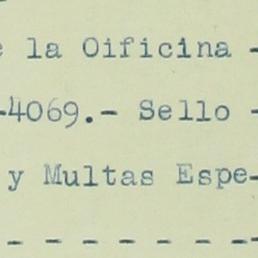 e la Oificina -
-4069.- Sello -
y Multas Espe-
- - - - - - - -